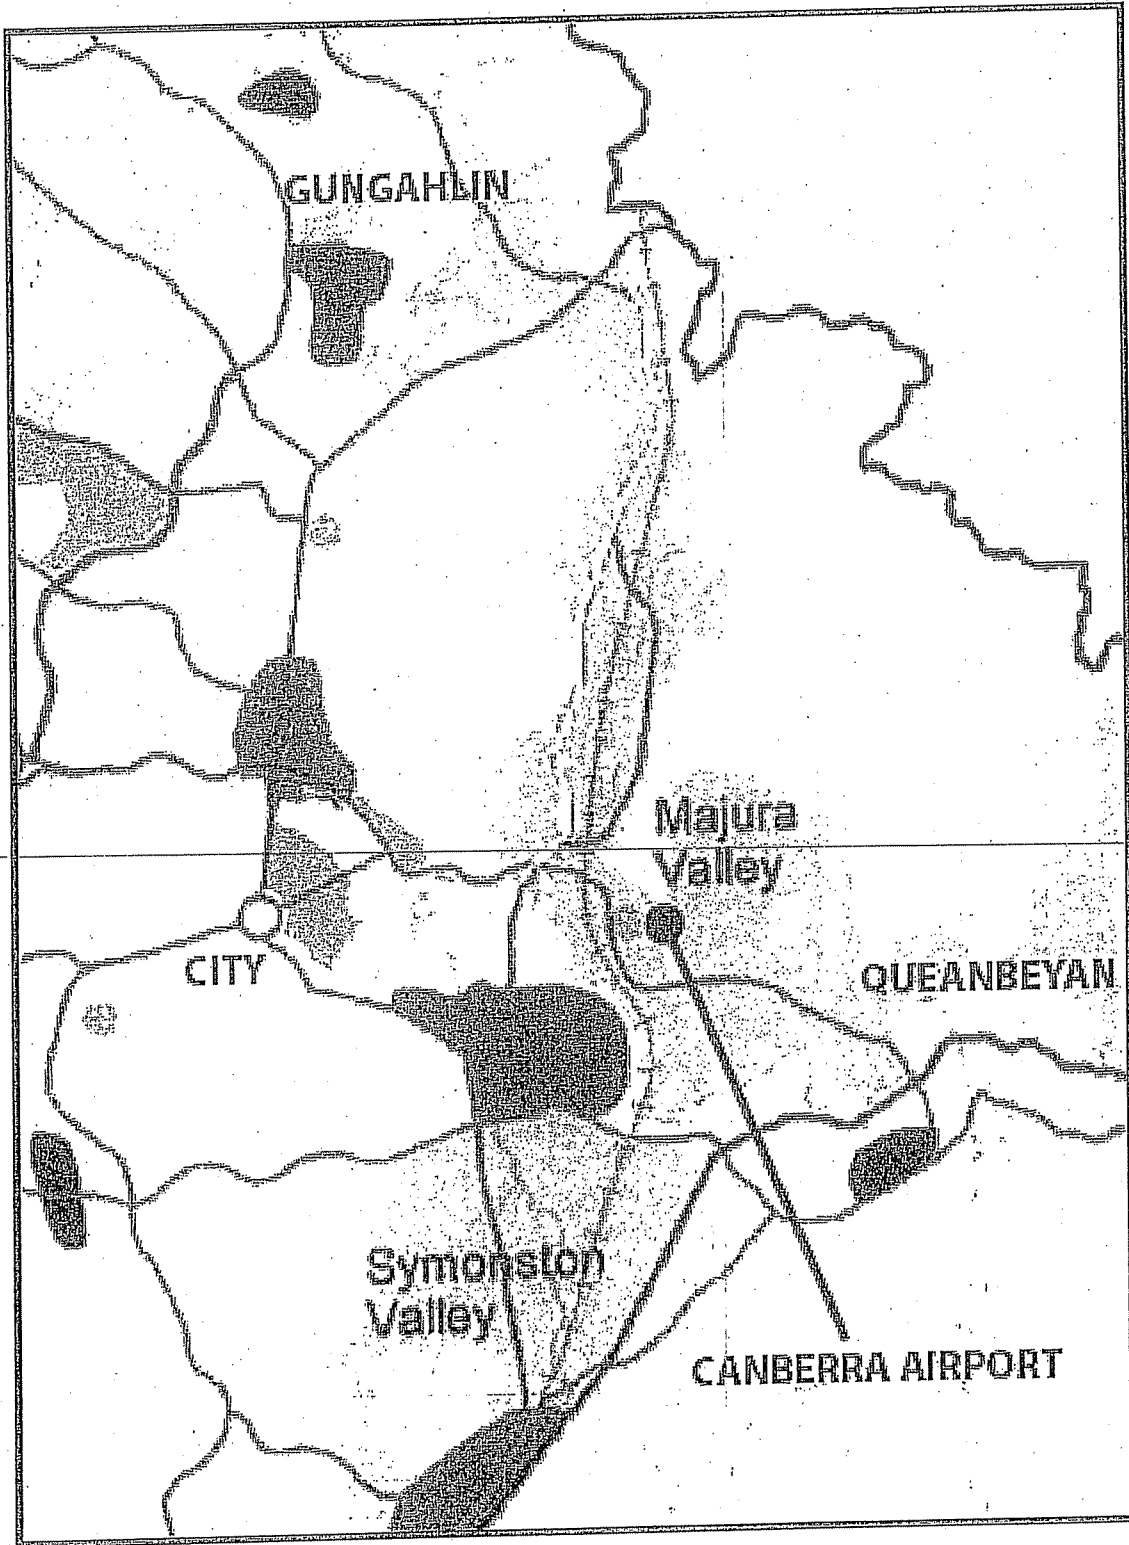 GUNGAHLIN
Majura
Valley
CITY
QUEANBEYAN
Symonston
Valley
CANBERRA AIRPORT